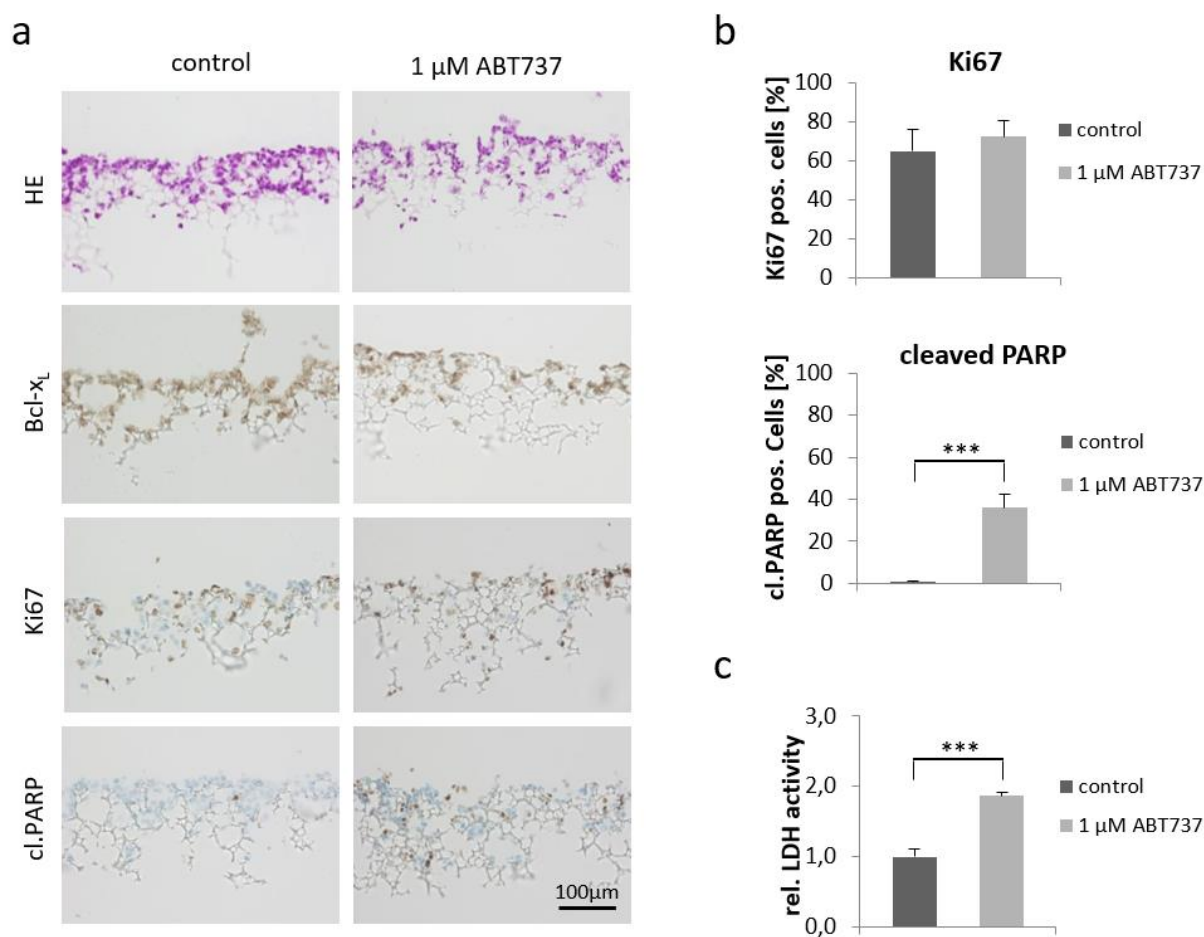 a
control
1 µM ABT737
HE
Bcl-xL
Ki67
cl.PARP
100µm
b
Ki67
Ki67 pos. cells [%]
100
80
60
40
20
0
control
1 µM ABT737
cleaved PARP
cl.PARP pos. Cells [%]
100
80
60
40
20
0
***
control
1 µM ABT737
c
rel. LDH activity
3,0
2,0
1,0
0,0
***
control
1 µM ABT737